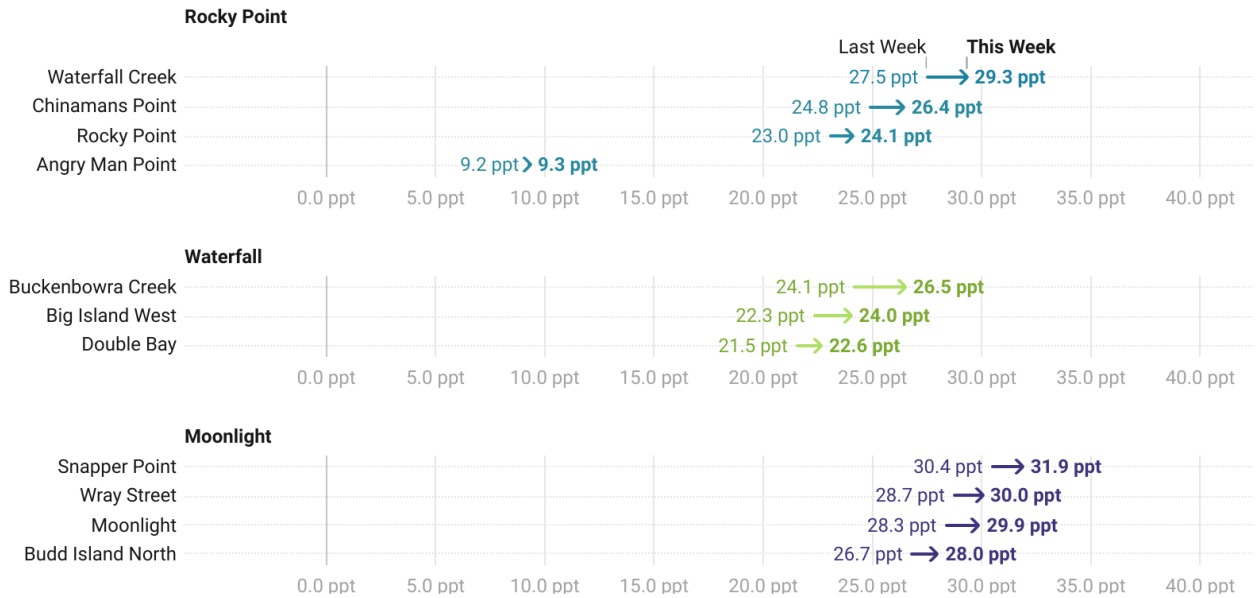 Rocky Point
Last Week This Week
Waterfall Creek 27.5 ppt 29.3 ppt
Chinamans Point 24.8 ppt 26.4 ppt
Rocky Point 23.0 ppt 24.1 ppt
Angry Man Point 9.2 ppt 9.3 ppt
0.0 ppt 5.0 ppt 10.0 ppt 15.0 ppt 20.0 ppt 25.0 ppt 30.0 ppt 35.0 ppt 40.0 ppt
Waterfall
Buckenbowra Creek 24.1 ppt 26.5 ppt
Big Island West 22.3 ppt 24.0 ppt
Double Bay 21.5 ppt 22.6 ppt
0.0 ppt 5.0 ppt 10.0 ppt 15.0 ppt 20.0 ppt 25.0 ppt 30.0 ppt 35.0 ppt 40.0 ppt
Moonlight
Snapper Point 30.4 ppt 31.9 ppt
Wray Street 28.7 ppt 30.0 ppt
Moonlight 28.3 ppt 29.9 ppt
Budd Island North 26.7 ppt 28.0 ppt
0.0 ppt 5.0 ppt 10.0 ppt 15.0 ppt 20.0 ppt 25.0 ppt 30.0 ppt 35.0 ppt 40.0 ppt